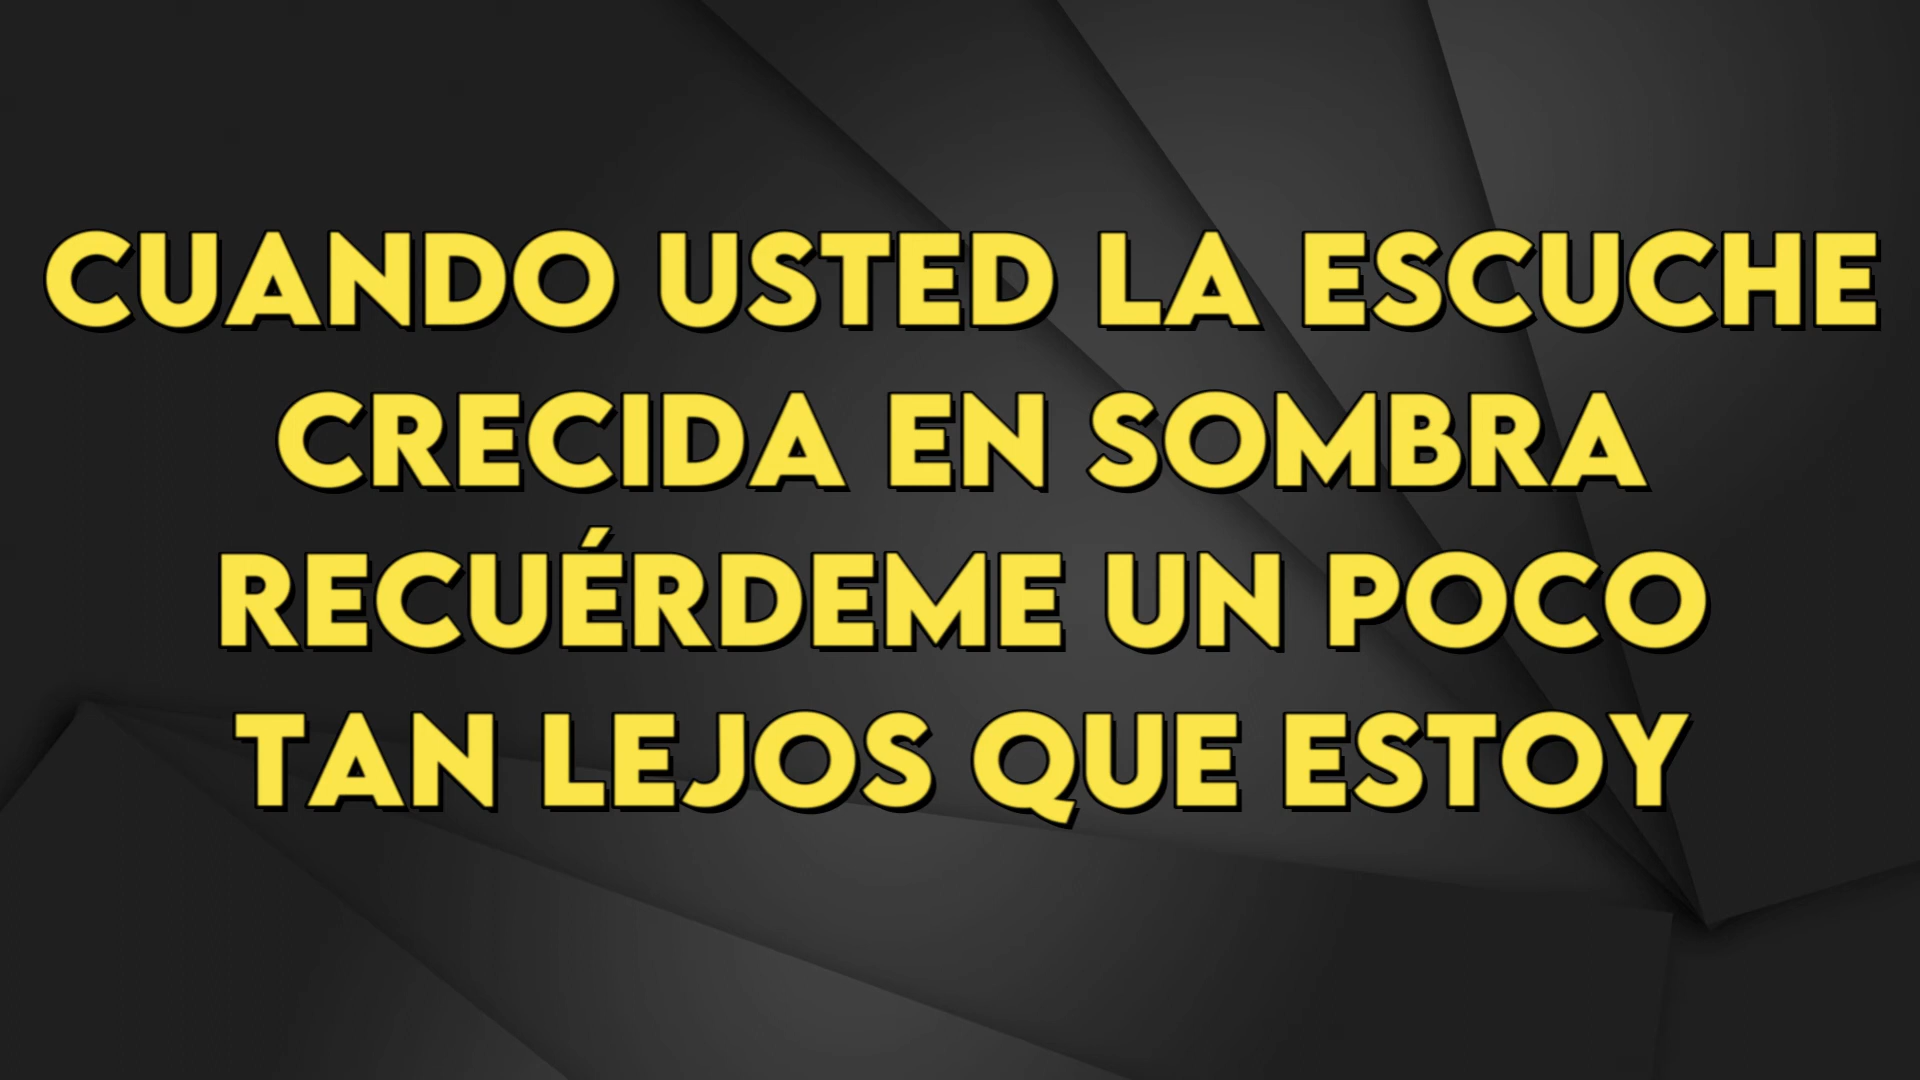 CUANDO USTED LA ESCUCHE
CRECIDA EN SOMBRA
RECUÉRDEME UN POCO
TAN LEJOS QUE ESTOY